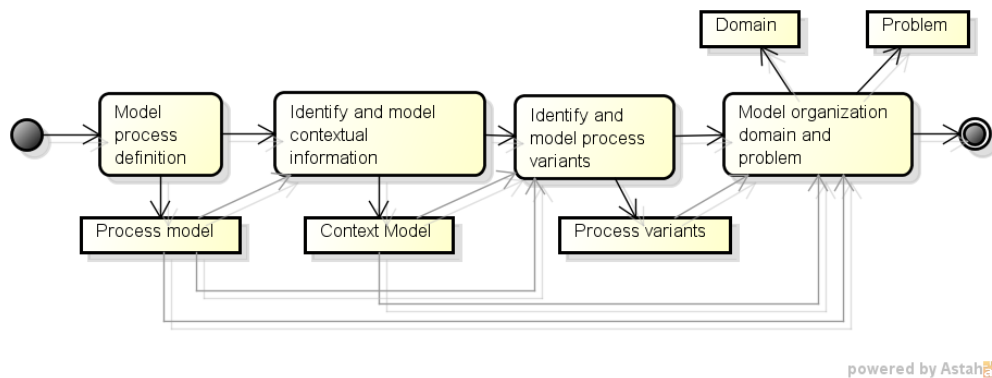 Domain
Problem
Model
process
definition
Identify and model
contextual
information
Identify and
model process
variants
Model organization
domain and
problem
Process model
Context Model
Process variants
powered by Astah